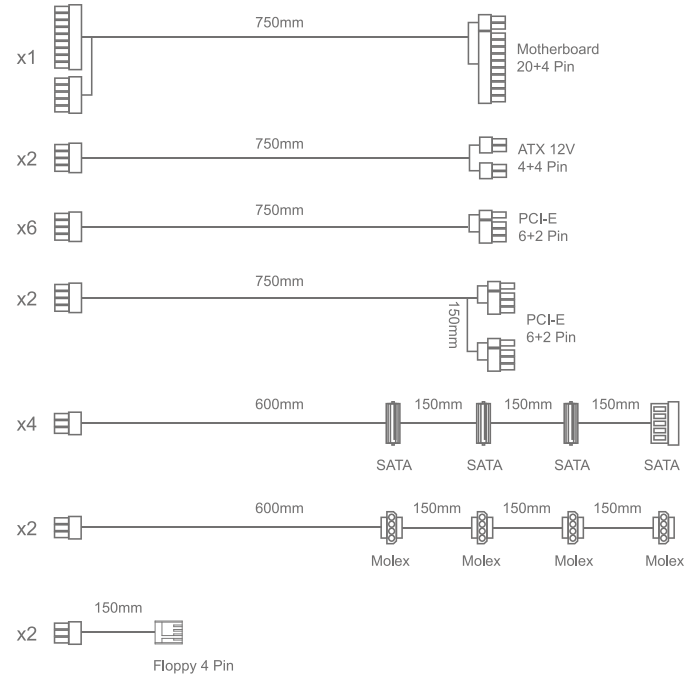 750mm
x1
Motherboard
20+4 Pin
750mm
x2
ATX 12V
4+4 Pin
750mm
x6
PCI-E
6+2 Pin
750mm
x2
150mm
PCI-E
6+2 Pin
600mm 150mm 150mm 150mm
x4
SATA SATA SATA SATA
600mm 150mm 150mm 150mm
x2
Molex Molex Molex Molex
150mm
x2
Floppy 4 Pin